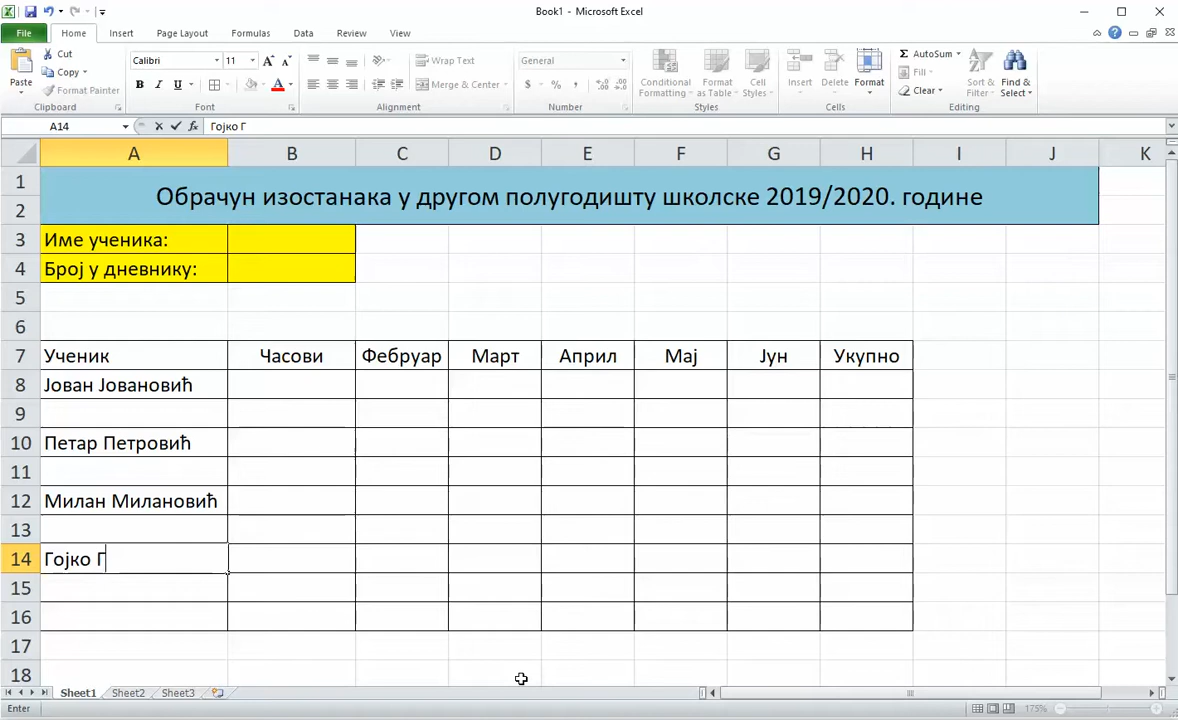 Book1 - Microsoft Excel
File Home Insert Page Layout Formulas Data Review View
Paste
Cut
Copy
Format Painter
Clipboard
Calibri 11
B I U
Font
Wrap Text
Merge & Center
Alignment
General
$ % ,
Number
Conditional Formatting
Format as Table
Cell Styles
Styles
Insert Delete Format
Cells
Σ AutoSum
Fill
Clear
Sort & Filter
Find & Select
Editing
A14 fx Гојко Г
A B C D E F G H I J K
1 Обрачун изостанака у другом полугодишту школске 2019/2020. године
2
3 Име ученика:
4 Број у дневнику:
5
6
7 Ученик Часови Фебруар Март Април Мај Јун Укупно
8 Јован Јовановић
9
10 Петар Петровић
11
12 Милан Милановић
13
14 Гојко Г
15
16
17
18
Sheet1 Sheet2 Sheet3
Enter 175%